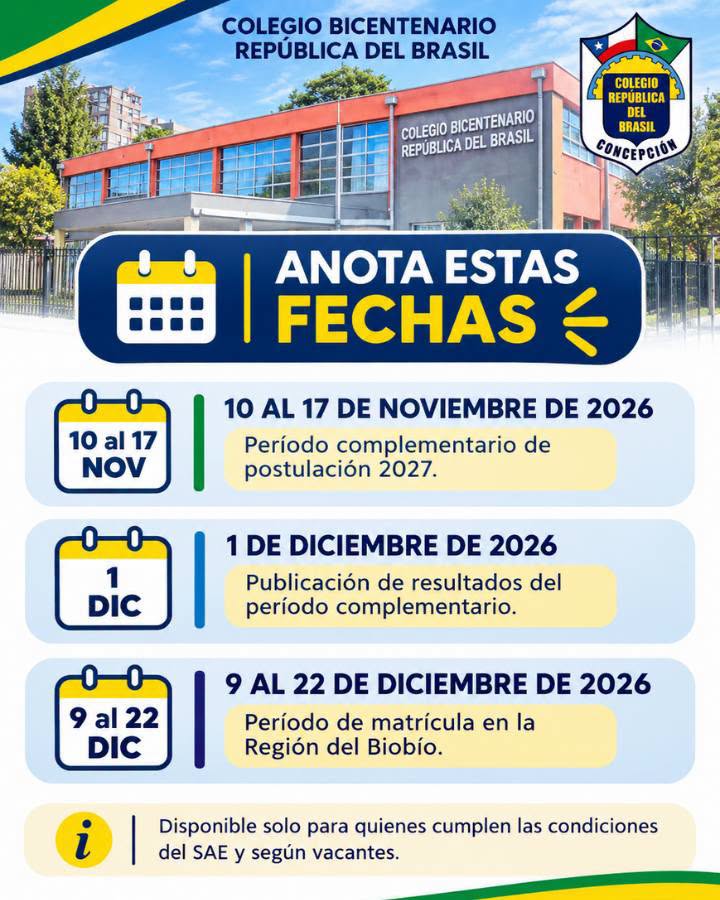 COLEGIO BICENTENARIO
REPÚBLICA DEL BRASIL
COLEGIO
REPÚBLICA
DEL
BRASIL
CONCEPCIÓN
COLEGIO BICENTENARIO
REPÚBLICA DEL BRASIL
ANOTA ESTAS
FECHAS
10 al 17
NOV
10 AL 17 DE NOVIEMBRE DE 2026
Período complementario de
postulación 2027.
1
DIC
1 DE DICIEMBRE DE 2026
Publicación de resultados del
período complementario.
9 al 22
DIC
9 AL 22 DE DICIEMBRE DE 2026
Período de matrícula en la
Región del Biobío.
i
Disponible solo para quienes cumplen las condiciones
del SAE y según vacantes.